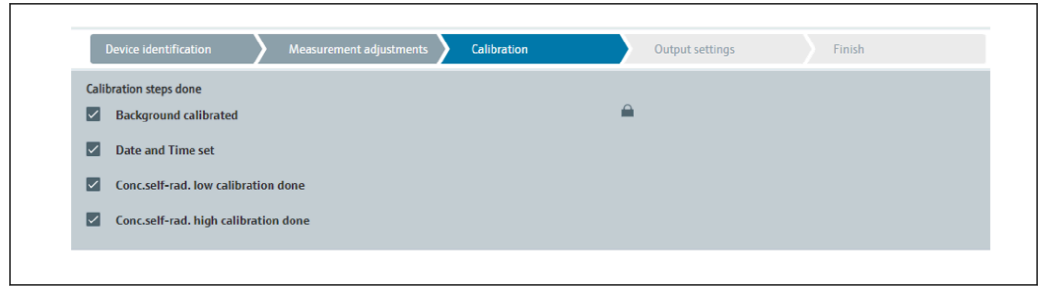 Device identification
Measurement adjustments
Calibration
Output settings
Finish
Calibration steps done
Background calibrated
Date and Time set
Conc.self-rad. low calibration done
Conc.self-rad. high calibration done